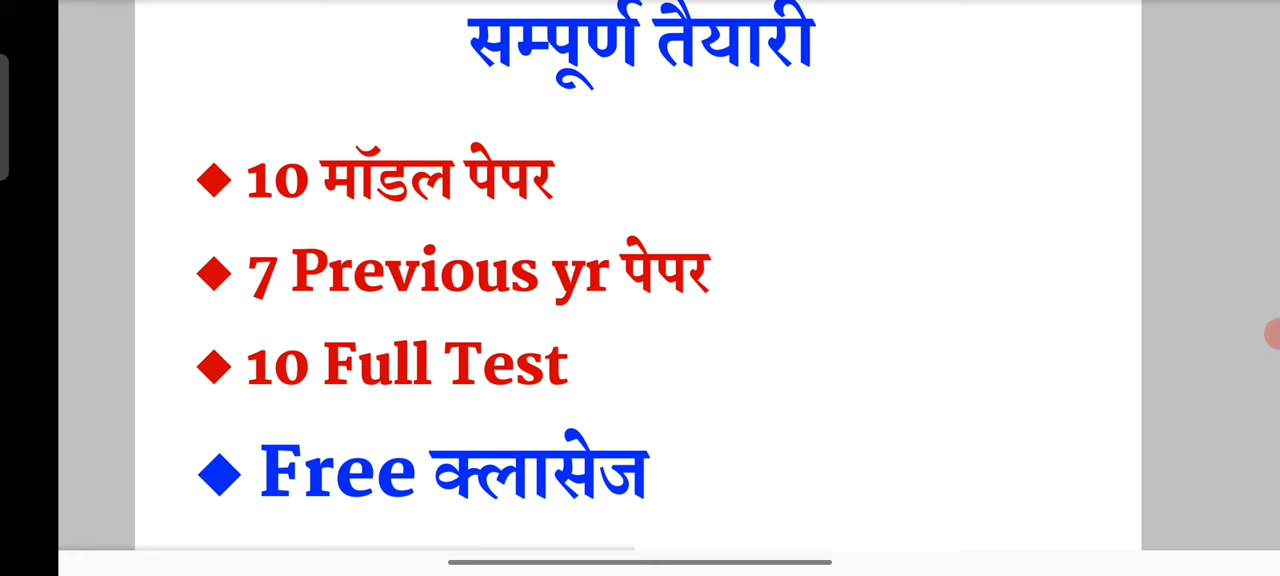 सम्पूर्ण तैयारी
◆ 10 मॉडल पेपर
◆ 7 Previous yr पेपर
◆ 10 Full Test
◆ Free क्लासेज